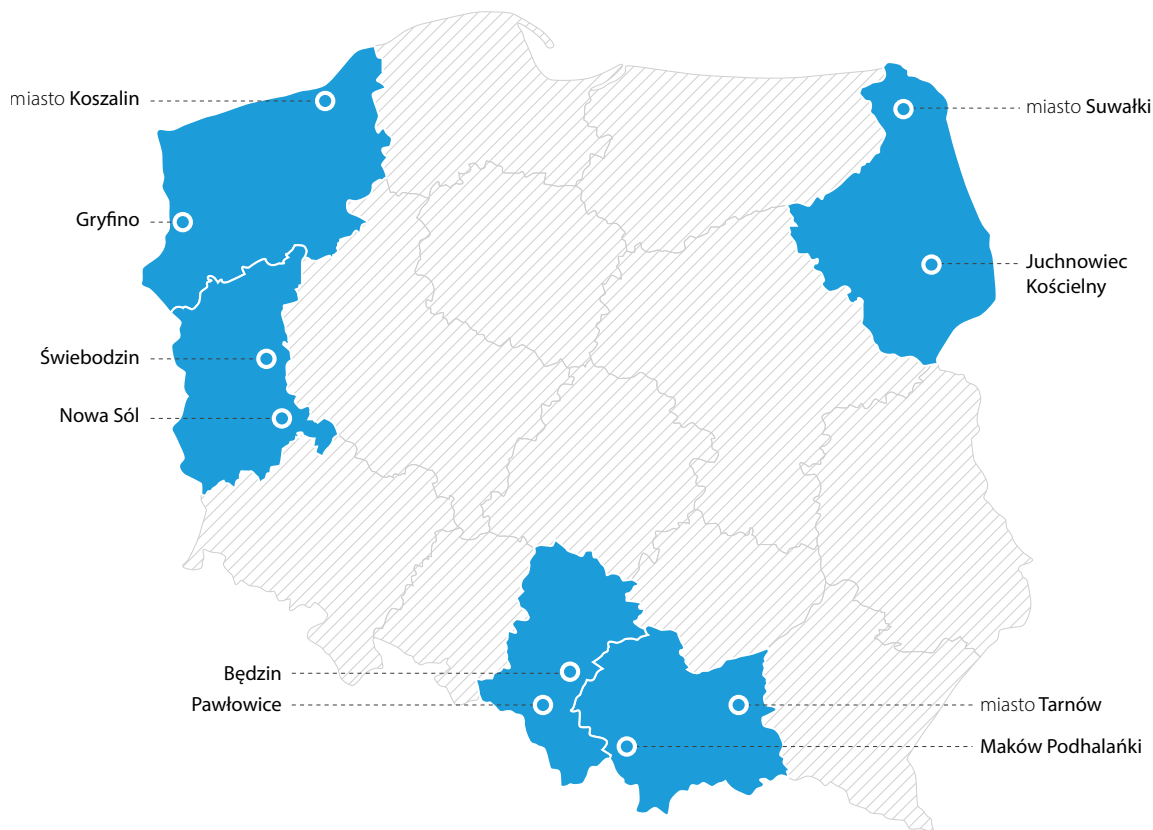 miasto Koszalin
miasto Suwałki
Gryfino
Juchnowiec
Kościelny
Świebodzin
Nowa Sól
Będzin
Pawłowice
miasto Tarnów
Maków Podhalańki